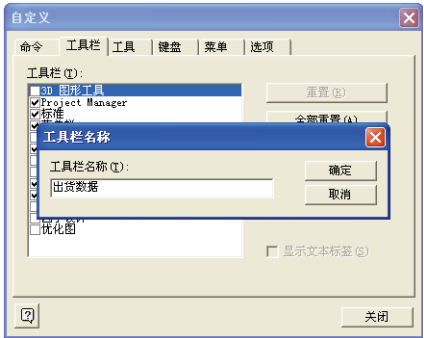 自定义
命令 工具栏 工具 键盘 菜单 选项
工具栏(T):
3D 图形工具
Project Manager
标准
重置(R)
全部重置(A)
工具栏名称
工具栏名称(T):
出货数据
确定
取消
优化图
显示文本标签(S)
关闭